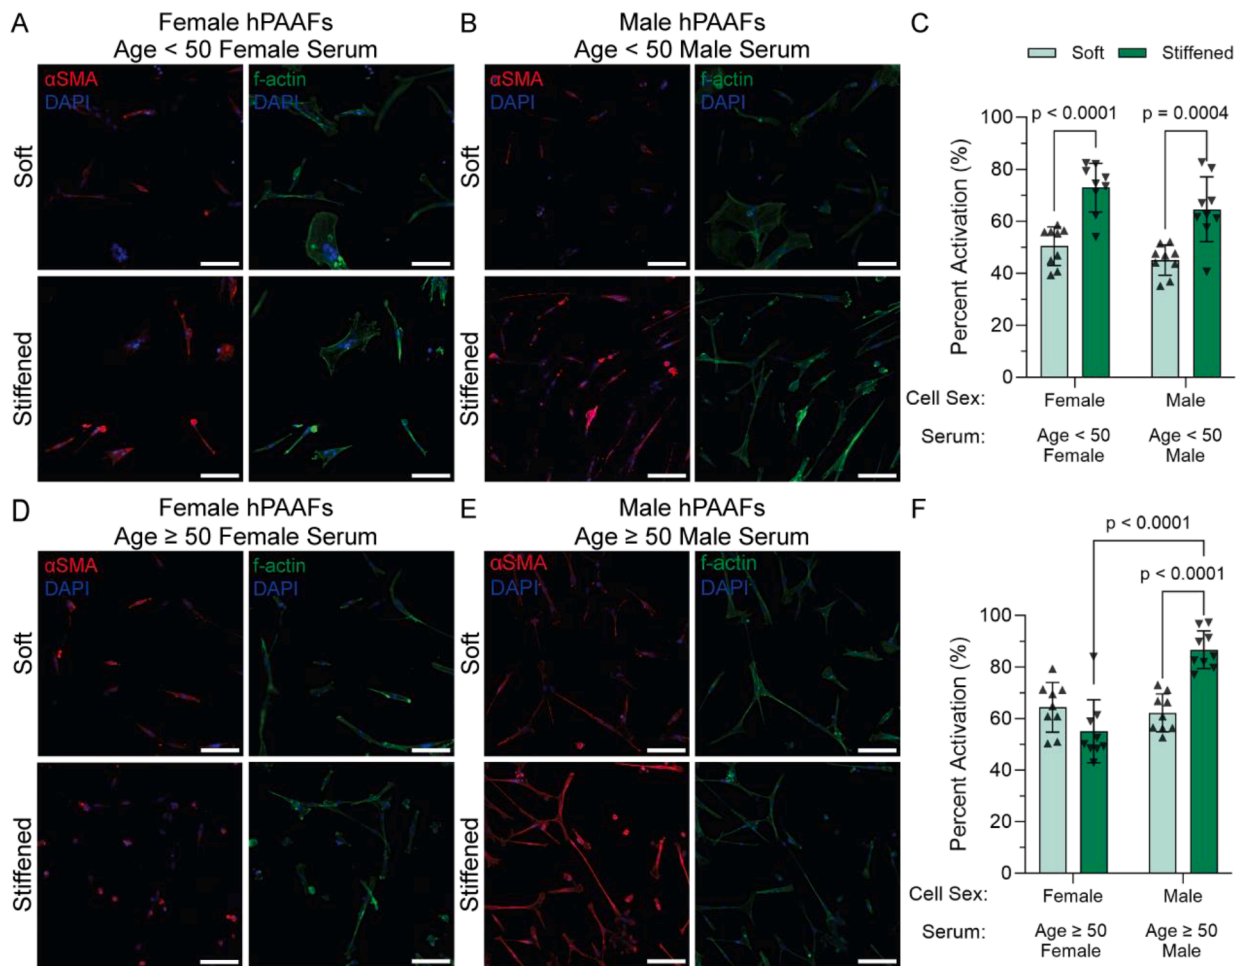 A
Female hPAAFs
Age < 50 Female Serum
αSMA
DAPI
f-actin
DAPI
Soft
Stiffened
B
Male hPAAFs
Age < 50 Male Serum
αSMA
DAPI
f-actin
DAPI
C
Soft
Stiffened
p < 0.0001
p = 0.0004
Percent Activation (%)
100
80
60
40
20
0
Cell Sex:
Female
Male
Serum:
Age < 50
Female
Age < 50
Male
D
Female hPAAFs
Age ≥ 50 Female Serum
αSMA
DAPI
f-actin
DAPI
Soft
Stiffened
E
Male hPAAFs
Age ≥ 50 Male Serum
αSMA
DAPI
f-actin
DAPI
F
p < 0.0001
p < 0.0001
Percent Activation (%)
100
80
60
40
20
0
Cell Sex:
Female
Male
Serum:
Age ≥ 50
Female
Age ≥ 50
Male